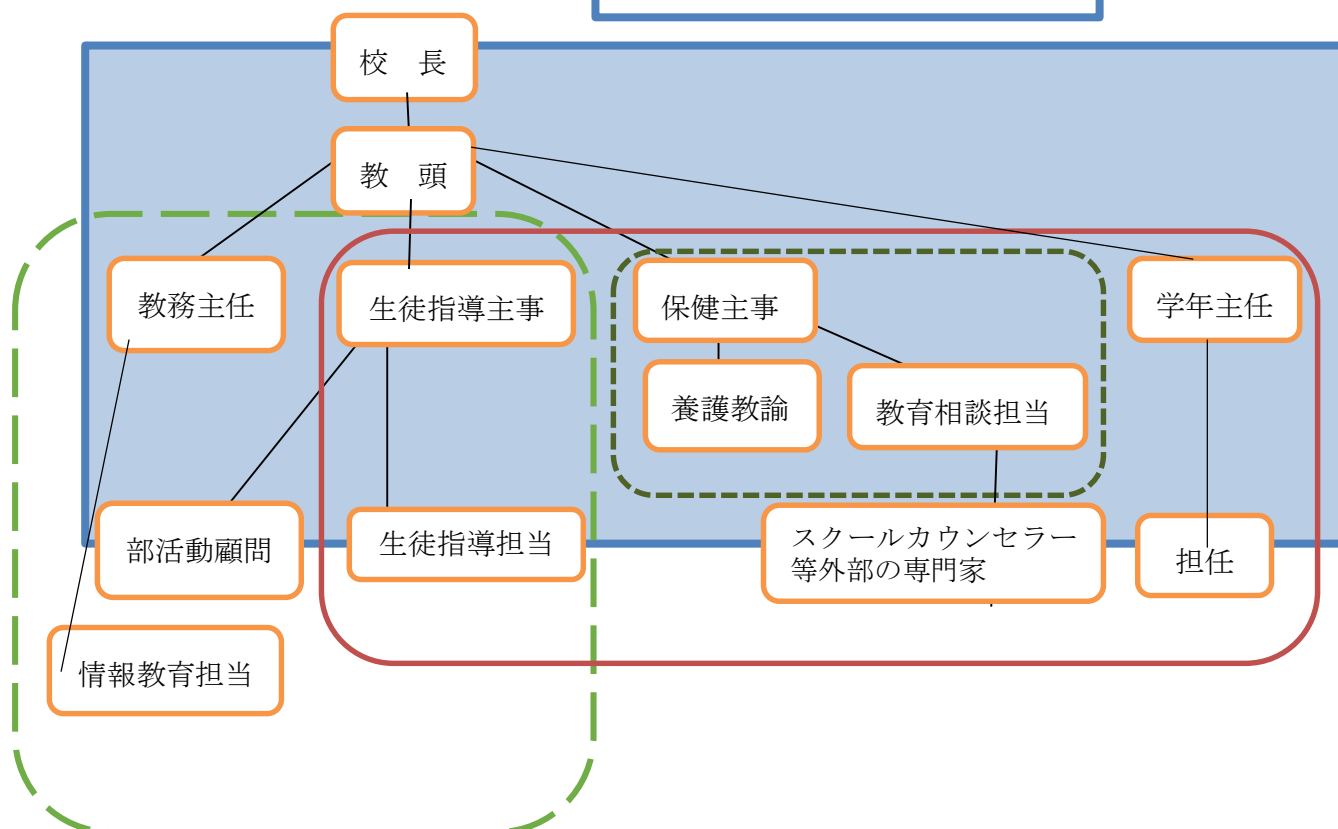 校　長
教　頭
教務主任
生徒指導主事
保健主事
学年主任
養護教諭
教育相談担当
部活動顧問
生徒指導担当
スクールカウンセラー
等外部の専門家
担任
情報教育担当